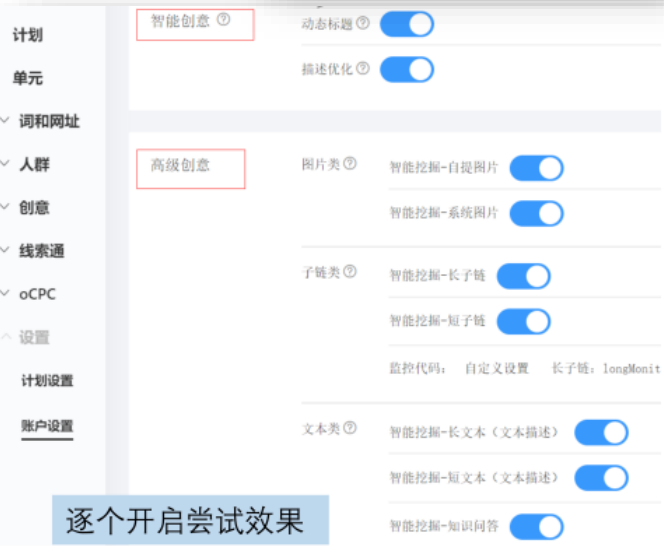 计划
单元
词和网址
人群
创意
线索通
oCPC
设置
计划设置
账户设置
智能创意
动态标题
描述优化
高级创意
图片类
智能挖掘-自提图片
智能挖掘-系统图片
子链类
智能挖掘-长子链
智能挖掘-短子链
监控代码： 自定义设置 长子链：longMonit
文本类
智能挖掘-长文本（文本描述）
智能挖掘-短文本（文本描述）
智能挖掘-知识问答
逐个开启尝试效果